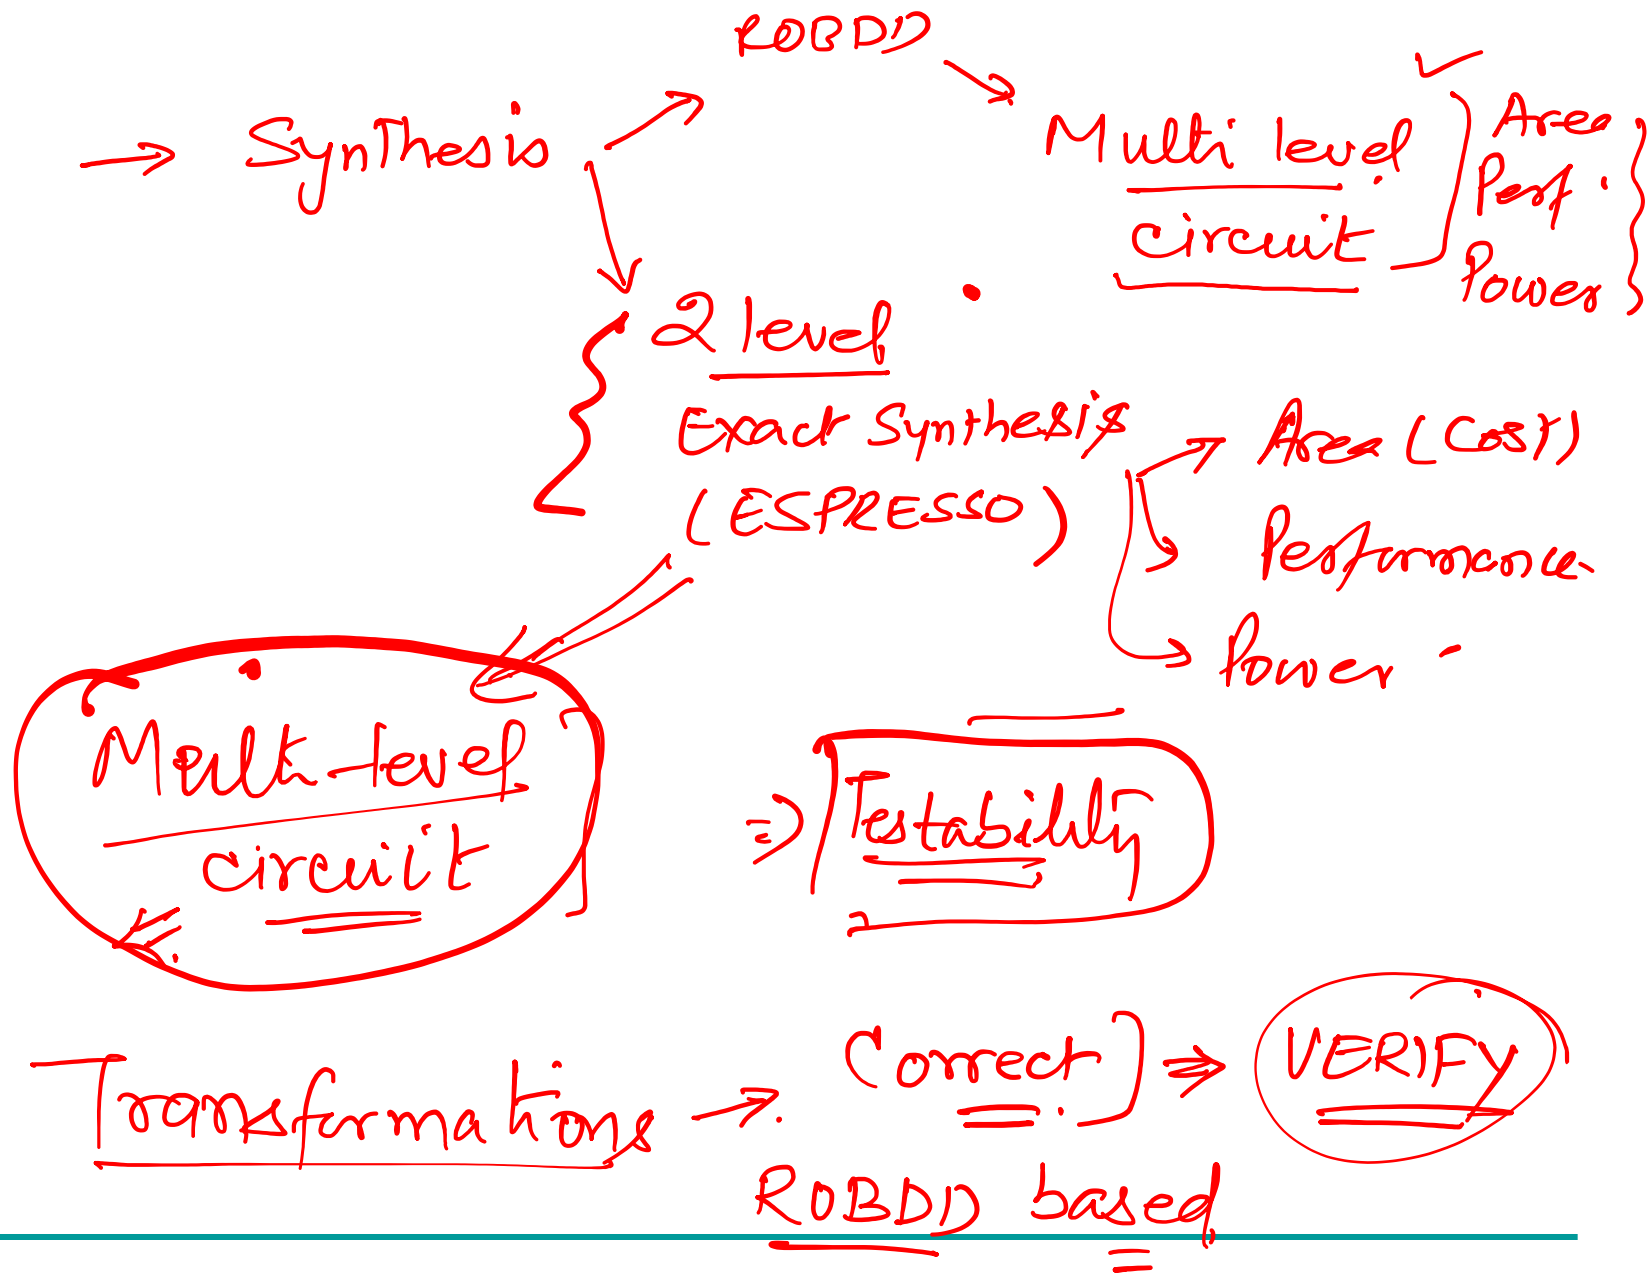 ROBDD
→ Synthesis
Multi level
circuit
Area
Perf.
Power
2 level
Exact Synthesis
(ESPRESSO)
Area (Cost)
Performance
Power
Multi-level
circuit
⇒ Testability
Transformations → Correct ⇒ VERIFY
ROBDD based